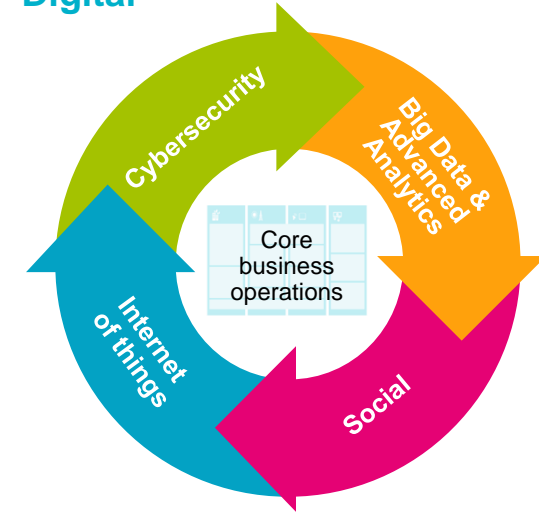 Digital
Cybersecurity
Big Data &
Advanced
Analytics
Core
business
operations
Internet
of things
Social